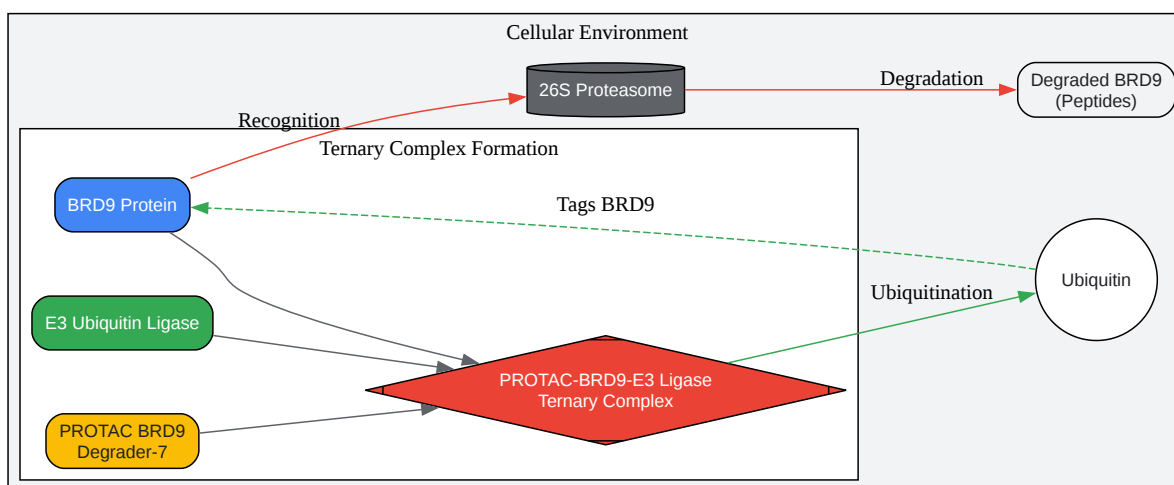 Cellular Environment
26S Proteasome
Degradation
Degraded BRD9
(Peptides)
Recognition
Ternary Complex Formation
BRD9 Protein
Tags BRD9
Ubiquitin
Ubiquitination
E3 Ubiquitin Ligase
PROTAC-BRD9-E3 Ligase
Ternary Complex
PROTAC BRD9
Degrader-7